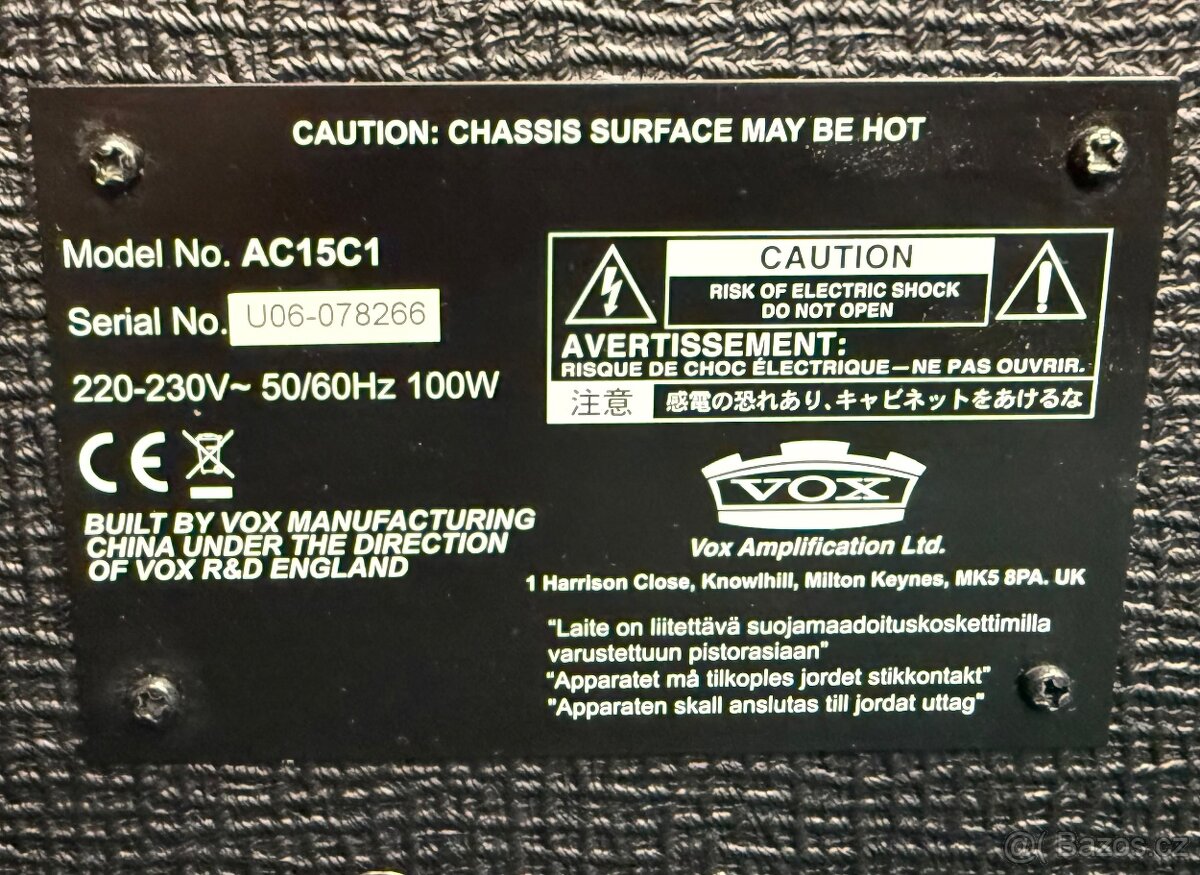 CAUTION: CHASSIS SURFACE MAY BE HOT
Model No. AC15C1
Serial No. U06-078266
220-230V~ 50/60Hz 100W
CE
BUILT BY VOX MANUFACTURING
CHINA UNDER THE DIRECTION
OF VOX R&D ENGLAND
CAUTION
RISK OF ELECTRIC SHOCK
DO NOT OPEN
AVERTISSEMENT:
RISQUE DE CHOC ÉLECTRIQUE—NE PAS OUVRIR.
注意 感電の恐れあり、キャビネットをあけるな
VOX
Vox Amplification Ltd.
1 Harrison Close, Knowlhill, Milton Keynes, MK5 8PA. UK
"Laite on liitettävä suojamaadoituskoskettimilla
varustettuun pistorasiaan"
"Apparatet må tilkoples jordet stikkontakt"
"Apparaten skall anslutas till jordat uttag"
@( Bazos.cz